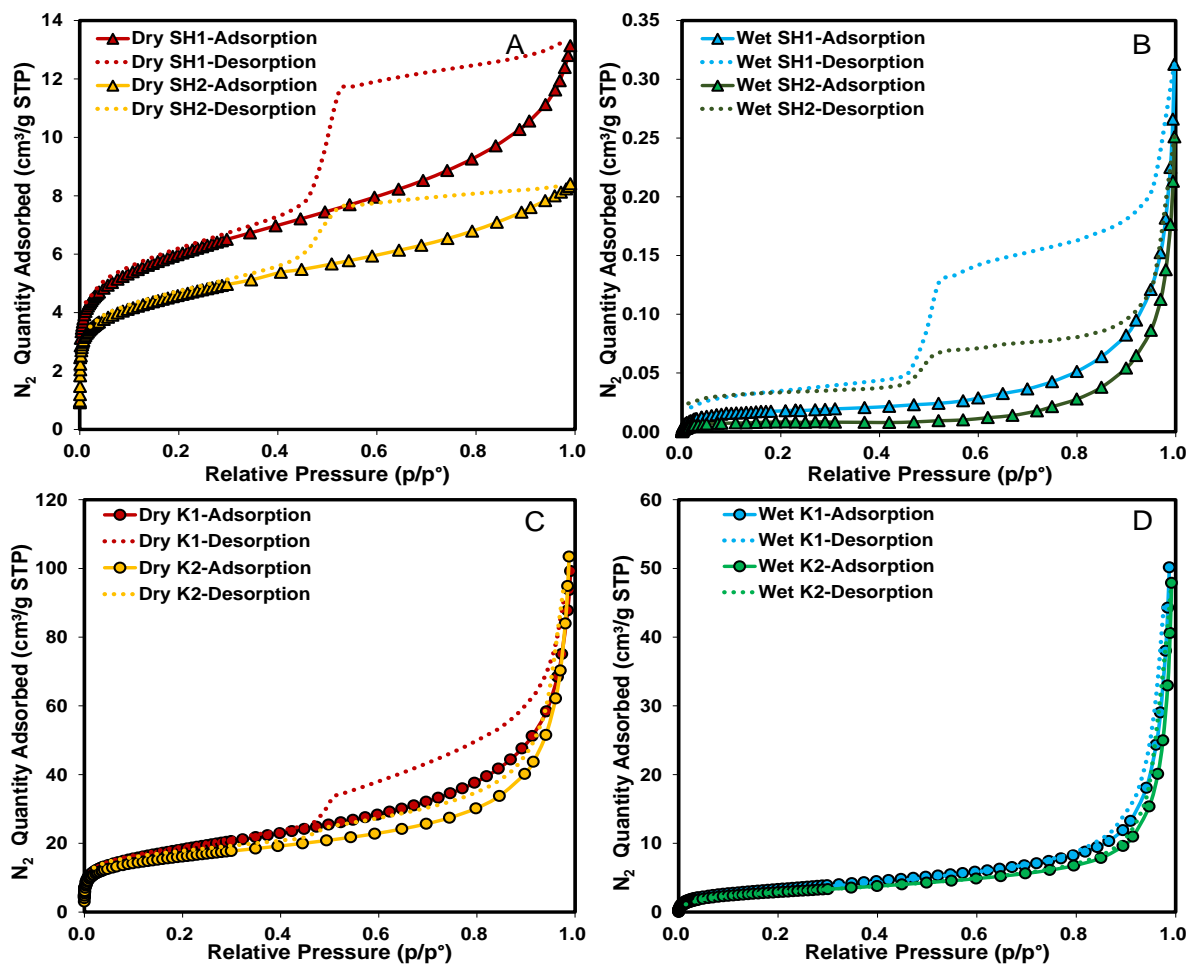 A
Dry SH1-Adsorption
Dry SH1-Desorption
Dry SH2-Adsorption
Dry SH2-Desorption
N₂ Quantity Adsorbed (cm³/g STP)
14
12
10
8
6
4
2
0
0.0 0.2 0.4 0.6 0.8 1.0
Relative Pressure (p/p°)
B
Wet SH1-Adsorption
Wet SH1-Desorption
Wet SH2-Adsorption
Wet SH2-Desorption
N₂ Quantity Adsorbed (cm³/g STP)
0.35
0.30
0.25
0.20
0.15
0.10
0.05
0.00
0.0 0.2 0.4 0.6 0.8 1.0
Relative Pressure (p/p°)
C
Dry K1-Adsorption
Dry K1-Desorption
Dry K2-Adsorption
Dry K2-Desorption
N₂ Quantity Adsorbed (cm³/g STP)
120
100
80
60
40
20
0
0.0 0.2 0.4 0.6 0.8 1.0
Relative Pressure (p/p°)
D
Wet K1-Adsorption
Wet K1-Desorption
Wet K2-Adsorption
Wet K2-Desorption
N₂ Quantity Adsorbed (cm³/g STP)
60
50
40
30
20
10
0
0.0 0.2 0.4 0.6 0.8 1.0
Relative Pressure (p/p°)